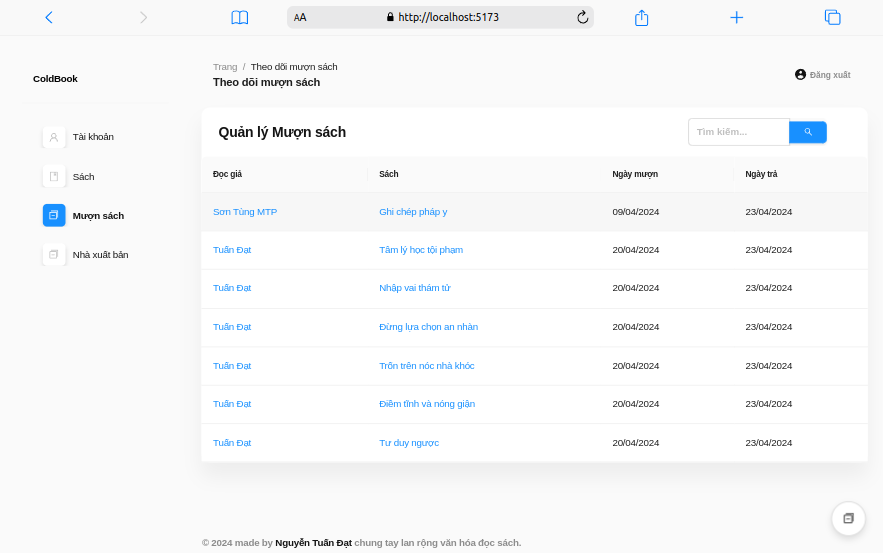 AA http://localhost:5173
ColdBook
Trang / Theo dõi mượn sách
Theo dõi mượn sách
Đăng xuất
Tài khoản
Sách
Mượn sách
Nhà xuất bản
Quản lý Mượn sách
Tìm kiếm...
Đọc giả Sách Ngày mượn Ngày trả
Sơn Tùng MTP Ghi chép pháp y 09/04/2024 23/04/2024
Tuấn Đạt Tâm lý học tội phạm 20/04/2024 23/04/2024
Tuấn Đạt Nhập vai thám tử 20/04/2024 23/04/2024
Tuấn Đạt Đừng lựa chọn an nhàn 20/04/2024 23/04/2024
Tuấn Đạt Trốn trên nóc nhà khóc 20/04/2024 23/04/2024
Tuấn Đạt Điềm tĩnh và nóng giận 20/04/2024 23/04/2024
Tuấn Đạt Tư duy ngược 20/04/2024 23/04/2024
© 2024 made by Nguyễn Tuấn Đạt chung tay lan rộng văn hóa đọc sách.